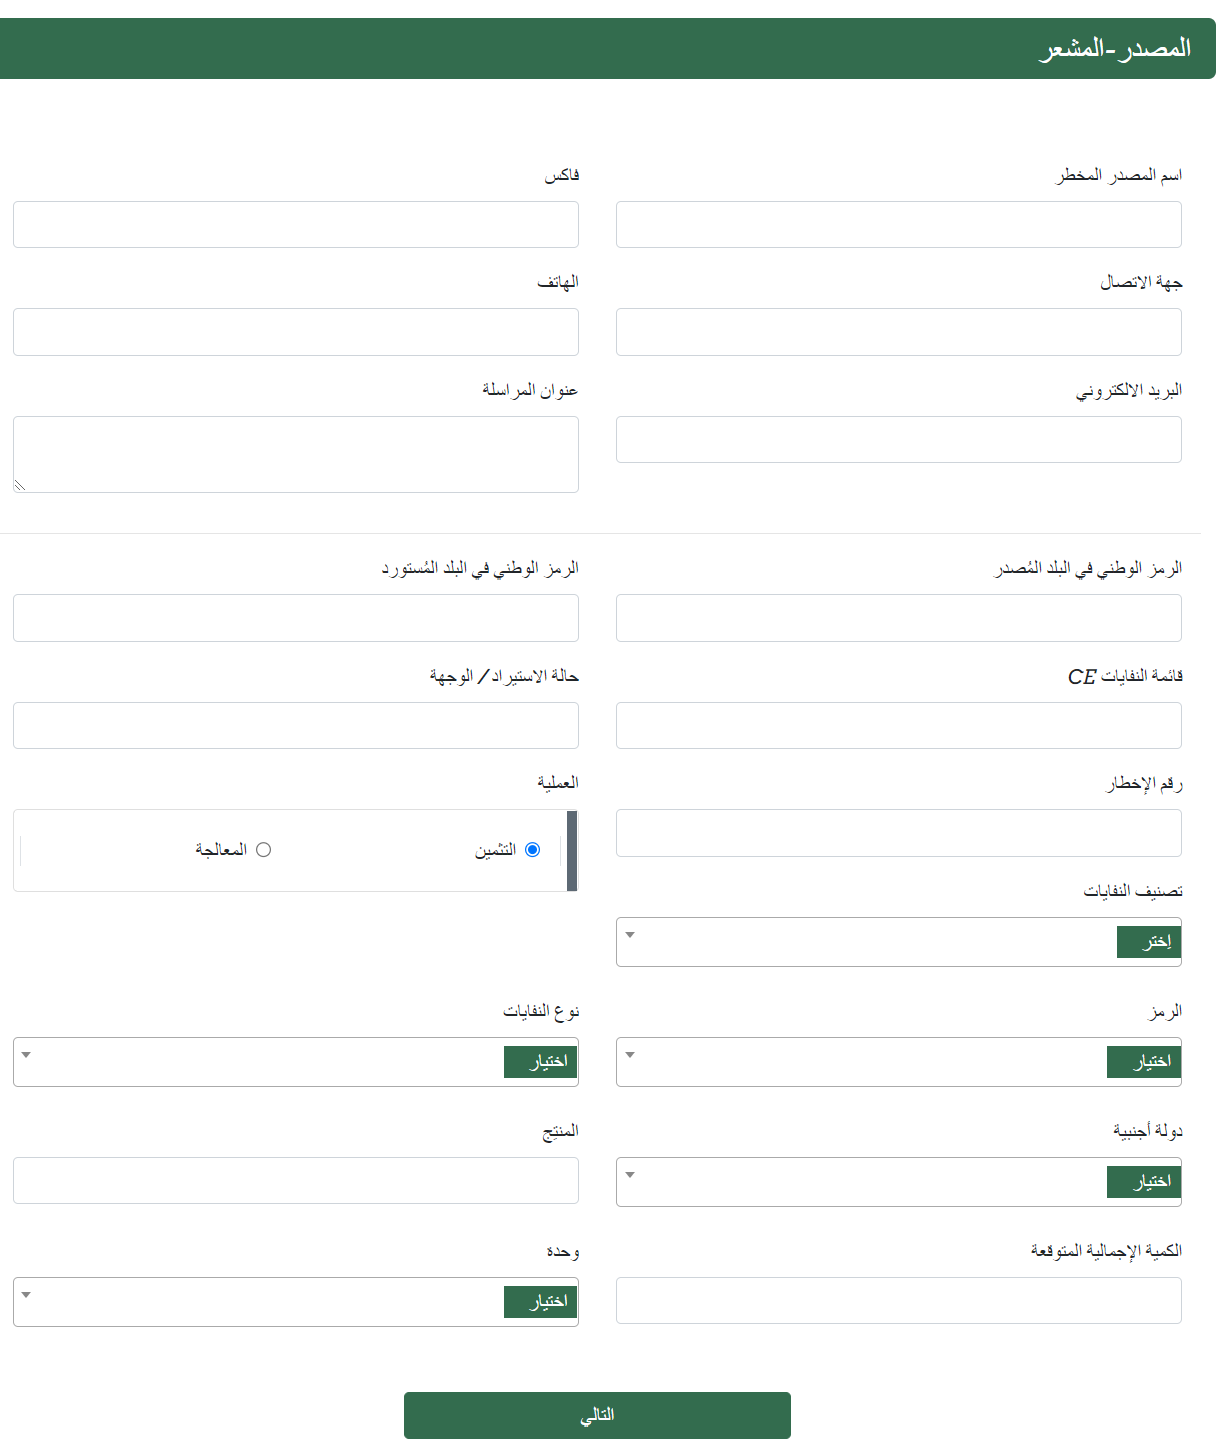 المصدر-المشعر
اسم المصدر المخطر
فاكس
جهة الاتصال
الهاتف
البريد الالكتروني
عنوان المراسلة
الرمز الوطني في البلد المُصدر
الرمز الوطني في البلد المُستورد
قائمة النفايات CE
حالة الاستيراد / الوجهة
رقم الإخطار
العملية
التثمين
المعالجة
تصنيف النفايات
إختر
الرمز
نوع النفايات
اختيار
اختيار
دولة أجنبية
المنتِج
اختيار
الكمية الإجمالية المتوقعة
وحدة
اختيار
التالي